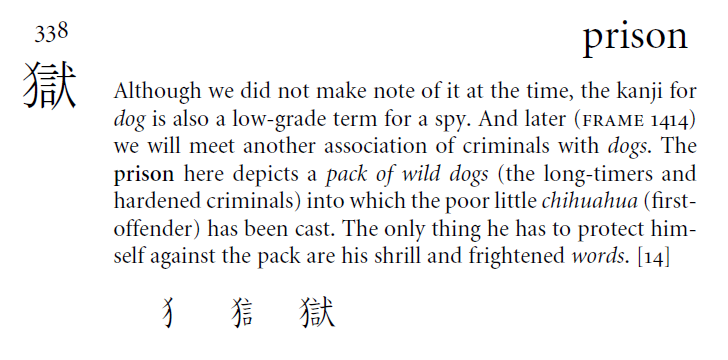 338
prison
獄
Although we did not make note of it at the time, the kanji for
dog is also a low-grade term for a spy. And later (FRAME 1414)
we will meet another association of criminals with dogs. The
prison here depicts a pack of wild dogs (the long-timers and
hardened criminals) into which the poor little chihuahua (first-
offender) has been cast. The only thing he has to protect him-
self against the pack are his shrill and frightened words. [14]
犭 狺 獄